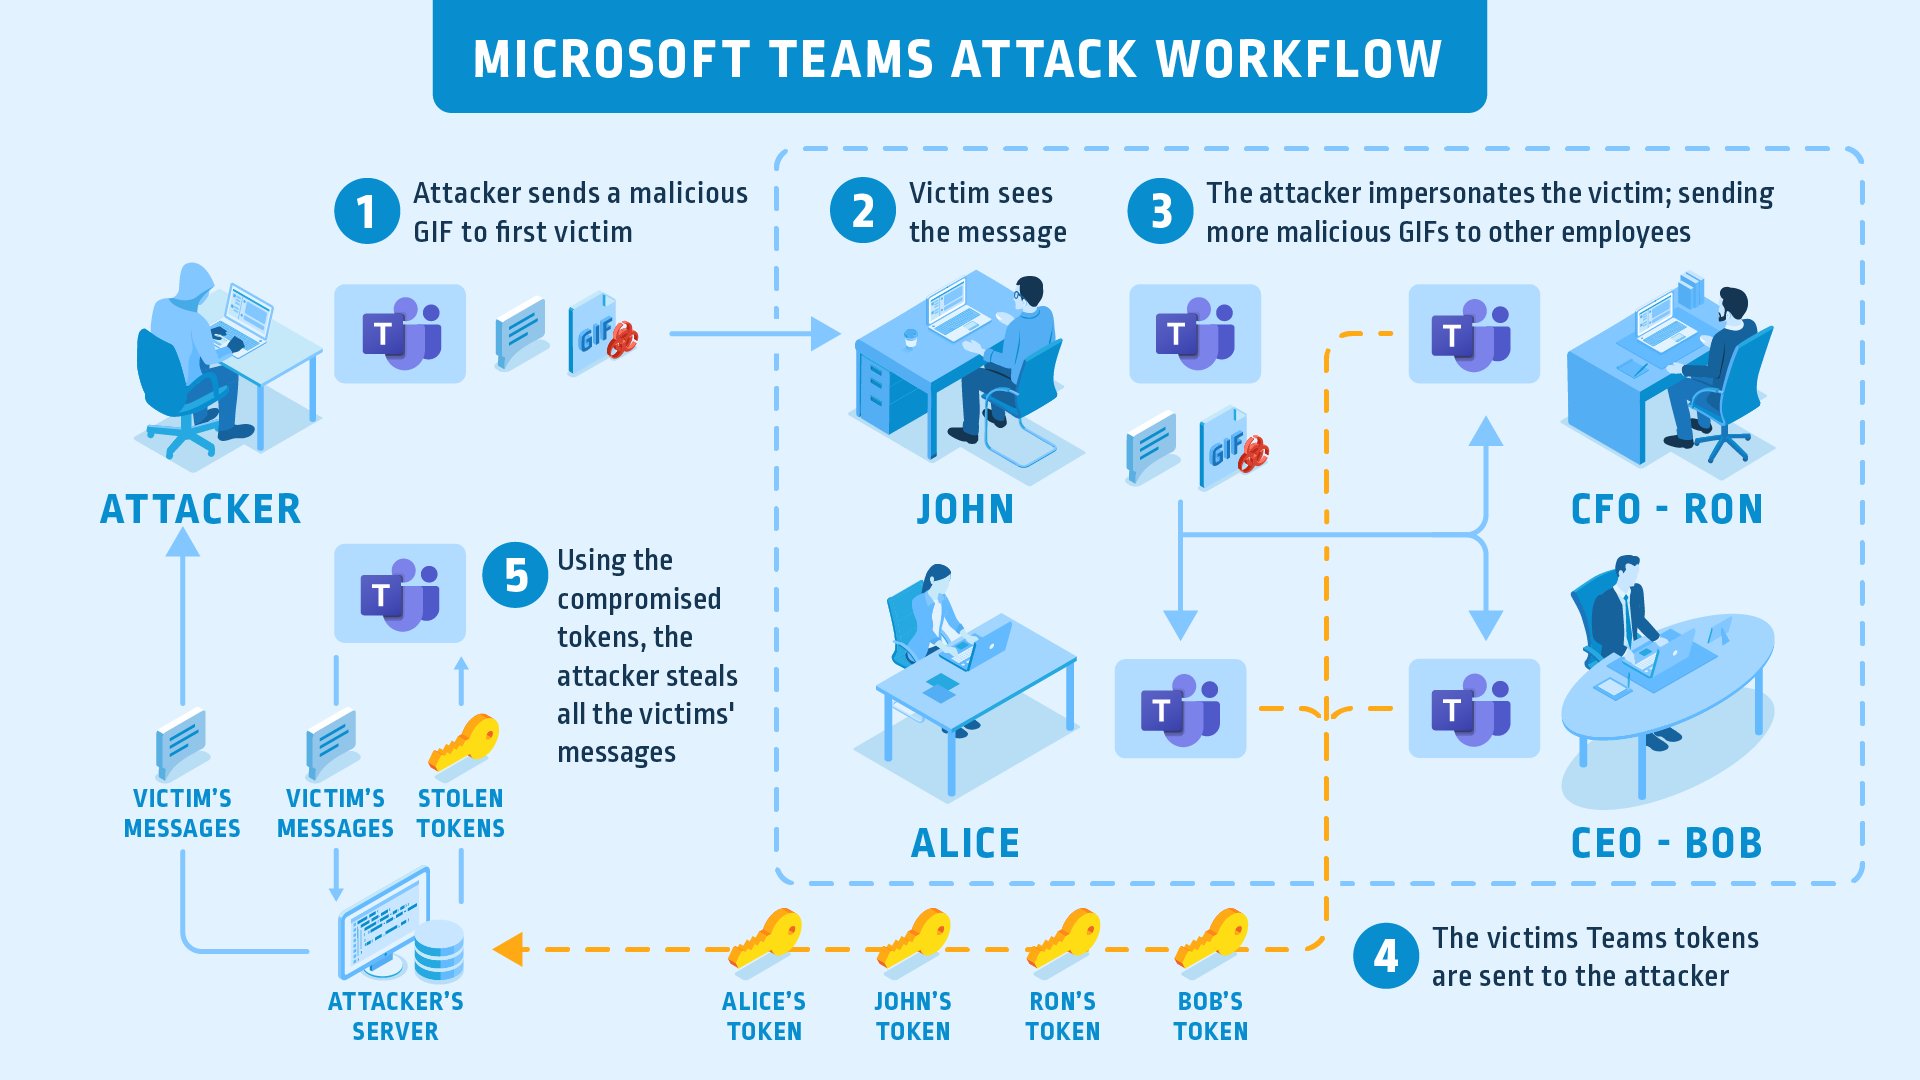 MICROSOFT TEAMS ATTACK WORKFLOW
1
Attacker sends a malicious
GIF to first victim
2
Victim sees
the message
3
The attacker impersonates the victim; sending
more malicious GIFs to other employees
T
GIF
T
T
GIF
ATTACKER
JOHN
CFO - RON
T
5
Using the
compromised
tokens, the
attacker steals
all the victims'
messages
T
T
VICTIM'S
MESSAGES
VICTIM'S
MESSAGES
STOLEN
TOKENS
ALICE
CEO - BOB
4
The victims Teams tokens
are sent to the attacker
ATTACKER'S
SERVER
ALICE'S
TOKEN
JOHN'S
TOKEN
RON'S
TOKEN
BOB'S
TOKEN